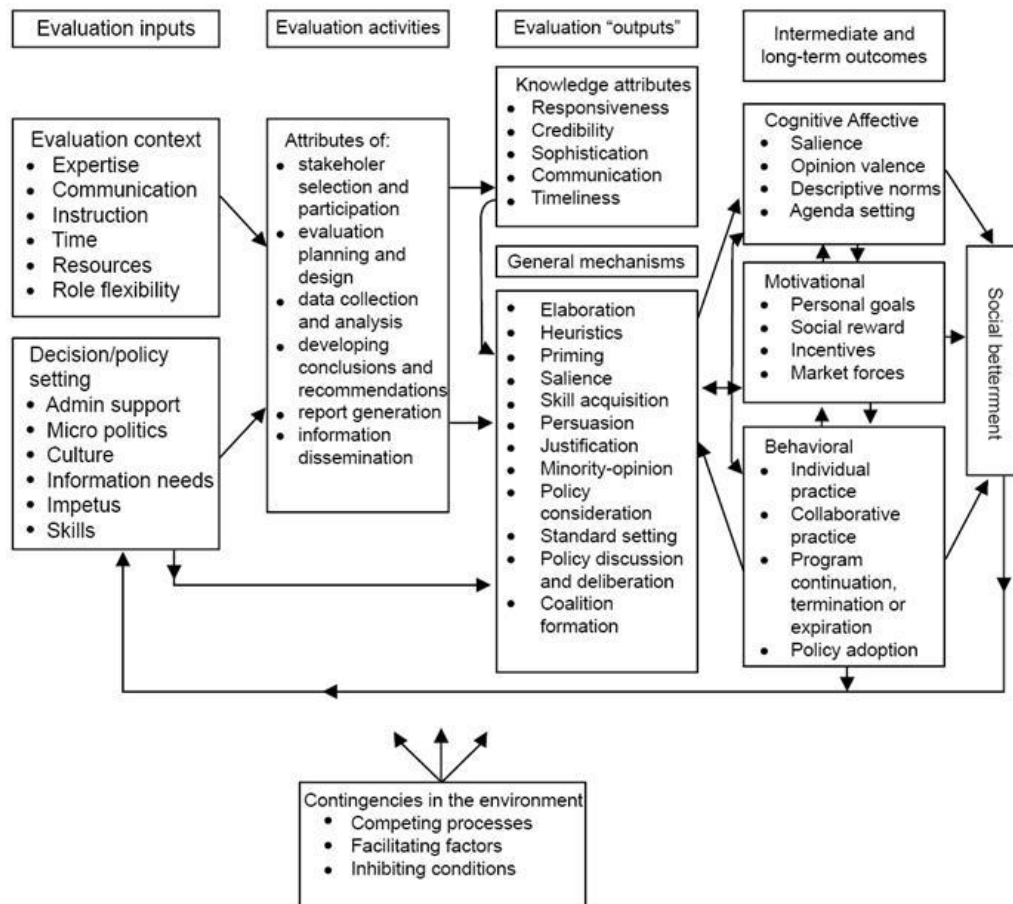 Evaluation inputs
Evaluation activities
Evaluation “outputs”
Intermediate and
long-term outcomes
Evaluation context
• Expertise
• Communication
• Instruction
• Time
• Resources
• Role flexibility
Decision/policy
setting
• Admin support
• Micro politics
• Culture
• Information needs
• Impetus
• Skills
Attributes of:
• stakeholer
selection and
participation
• evaluation
planning and
design
• data collection
and analysis
• developing
conclusions and
recommendations
• report generation
• information
dissemination
Knowledge attributes
• Responsiveness
• Credibility
• Sophistication
• Communication
• Timeliness
General mechanisms
• Elaboration
• Heuristics
• Priming
• Salience
• Skill acquisition
• Persuasion
• Justification
• Minority-opinion
• Policy
consideration
• Standard setting
• Policy discussion
and deliberation
• Coalition
formation
Cognitive Affective
• Salience
• Opinion valence
• Descriptive norms
• Agenda setting
Motivational
• Personal goals
• Social reward
• Incentives
• Market forces
Behavioral
• Individual
practice
• Collaborative
practice
• Program
continuation,
termination or
expiration
• Policy adoption
Social betterrment
Contingencies in the environment
• Competing processes
• Facilitating factors
• Inhibiting conditions